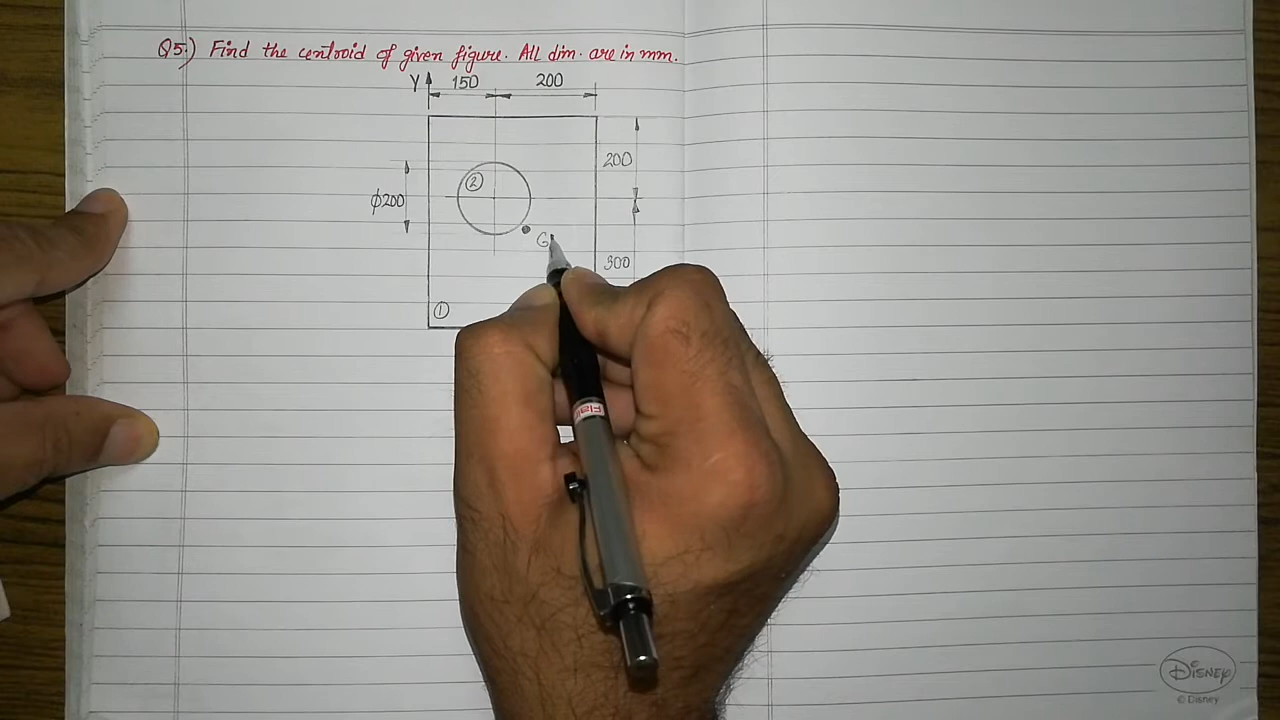 Q5.) Find the centroid of given figure. All dim. are in mm.
Y 150 200
200
② 
ϕ200
G
300
①
Fla
DISNEY
© Disney